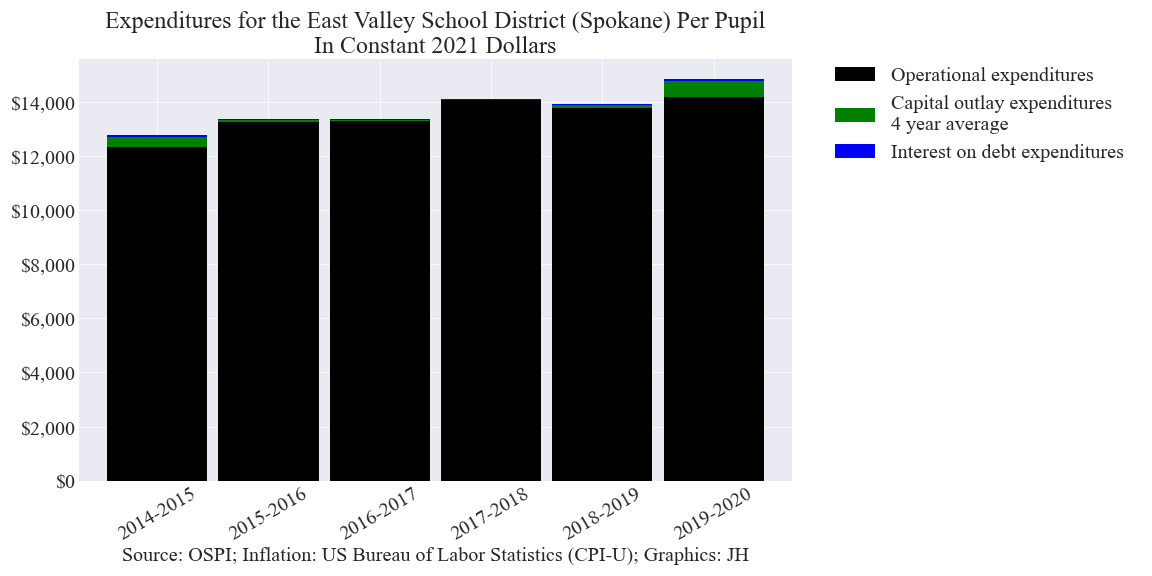 Expenditures for the East Valley School District (Spokane) Per Pupil
In Constant 2021 Dollars
Operational expenditures
Capital outlay expenditures
4 year average
Interest on debt expenditures
$14,000
$12,000
$10,000
$8,000
$6,000
$4,000
$2,000
$0
2014-2015
2015-2016
2016-2017
2017-2018
2018-2019
2019-2020
Source: OSPI; Inflation: US Bureau of Labor Statistics (CPI-U); Graphics: JH